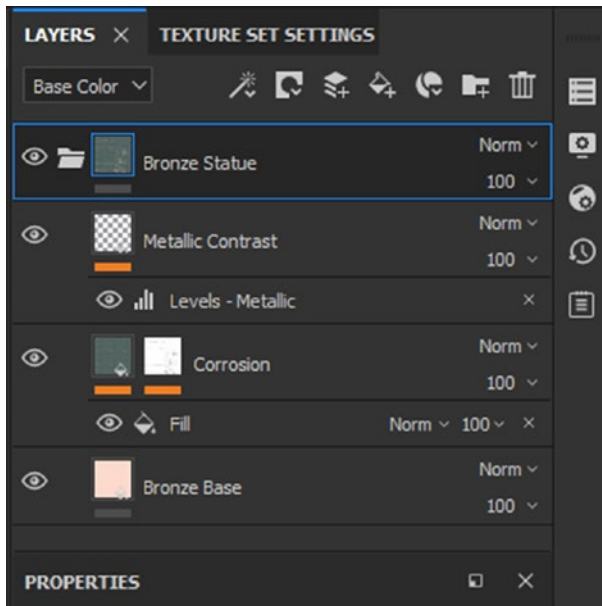 LAYERS × TEXTURE SET SETTINGS
Base Color
Bronze Statue Norm
100
Metallic Contrast Norm
100
Levels - Metallic ×
Corrosion Norm
100
Fill Norm 100 ×
Bronze Base Norm
100
PROPERTIES ×